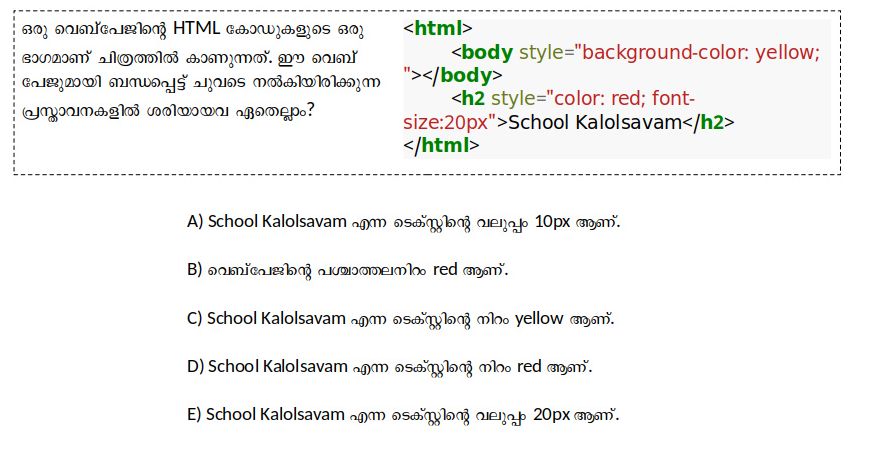 ഒരു വെബ്പേജിന്റെ HTML കോഡുകളുടെ ഒരു
ഭാഗമാണ് ചിത്രത്തിൽ കാണുന്നത്. ഈ വെബ്
പേജുമായി ബന്ധപ്പെട്ട് ചുവടെ നൽകിയിരിക്കുന്ന
പ്രസ്താവനകളിൽ ശരിയായവ ഏതെല്ലാം?
<html>
<body style="background-color: yellow;
"></body>
<h2 style="color: red; font-
size:20px">School Kalolsavam</h2>
</html>
A) School Kalolsavam എന്ന ടെക്സ്റ്റിന്റെ വലുപ്പം 10px ആണ്.
B) വെബ്പേജിന്റെ പശ്ചാത്തലനിറം red ആണ്.
C) School Kalolsavam എന്ന ടെക്സ്റ്റിന്റെ നിറം yellow ആണ്.
D) School Kalolsavam എന്ന ടെക്സ്റ്റിന്റെ നിറം red ആണ്.
E) School Kalolsavam എന്ന ടെക്സ്റ്റിന്റെ വലുപ്പം 20px ആണ്.